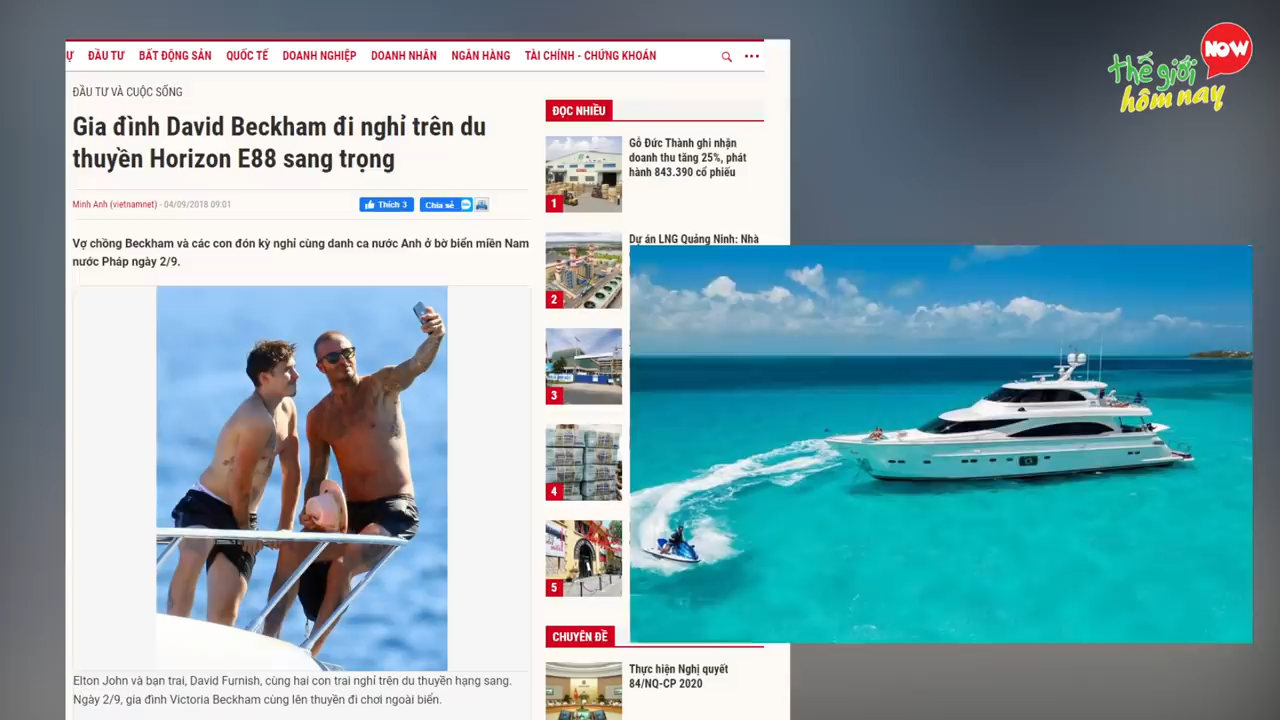 Ự ĐẦU TƯ BẤT ĐỘNG SẢN QUỐC TẾ DOANH NGHIỆP DOANH NHÂN NGÂN HÀNG TÀI CHÍNH - CHỨNG KHOÁN
NOW
thế giới
hôm nay
ĐẦU TƯ VÀ CUỘC SỐNG
Gia đình David Beckham đi nghỉ trên du
thuyền Horizon E88 sang trọng
Minh Anh (vietnamnet) - 04/09/2018 09:01
Thích 3
Chia sẻ
Vợ chồng Beckham và các con đón kỳ nghỉ cùng danh ca nước Anh ở bờ biển miền Nam
nước Pháp ngày 2/9.
Elton John và bạn trai, David Furnish, cùng hai con trai nghỉ trên du thuyền hạng sang.
Ngày 2/9, gia đình Victoria Beckham cùng lên thuyền đi chơi ngoài biển.
ĐỌC NHIỀU
1
Gỗ Đức Thành ghi nhận
doanh thu tăng 25%, phát
hành 843.390 cổ phiếu
2
Dự án LNG Quảng Ninh: Nhà
3
4
5
CHUYÊN ĐỀ
Thực hiện Nghị quyết
84/NQ-CP 2020